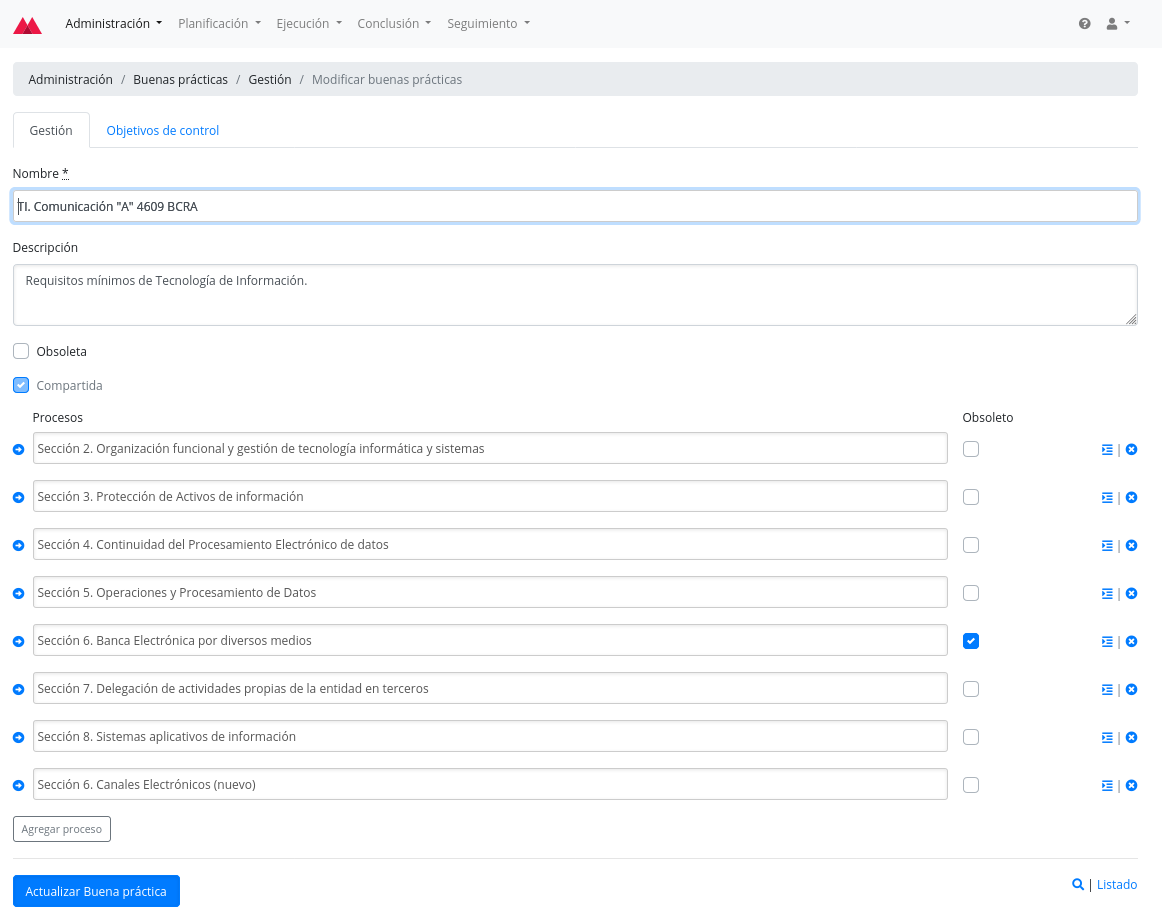 Administración Planificación Ejecución Conclusión Seguimiento
Administración / Buenas prácticas / Gestión / Modificar buenas prácticas
Gestión Objetivos de control
Nombre *
TI. Comunicación "A" 4609 BCRA
Descripción
Requisitos mínimos de Tecnología de Información.
Obsoleta
Compartida
Procesos Obsoleto
Sección 2. Organización funcional y gestión de tecnología informática y sistemas |
Sección 3. Protección de Activos de información |
Sección 4. Continuidad del Procesamiento Electrónico de datos |
Sección 5. Operaciones y Procesamiento de Datos |
Sección 6. Banca Electrónica por diversos medios |
Sección 7. Delegación de actividades propias de la entidad en terceros |
Sección 8. Sistemas aplicativos de información |
Sección 6. Canales Electrónicos (nuevo) |
Agregar proceso
Actualizar Buena práctica | Listado